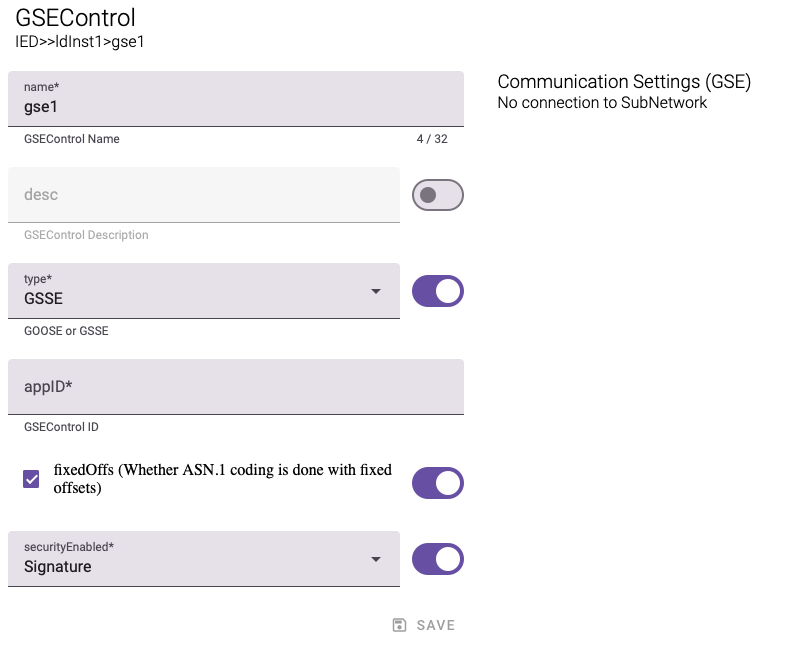 GSEControl
IED>>ldInst1>gse1
name*
gse1
GSEControl Name
4 / 32
desc
GSEControl Description
type*
GSSE
GOOSE or GSSE
appID*
GSEControl ID
fixedOffs (Whether ASN.1 coding is done with fixed
offsets)
securityEnabled*
Signature
SAVE
Communication Settings (GSE)
No connection to SubNetwork